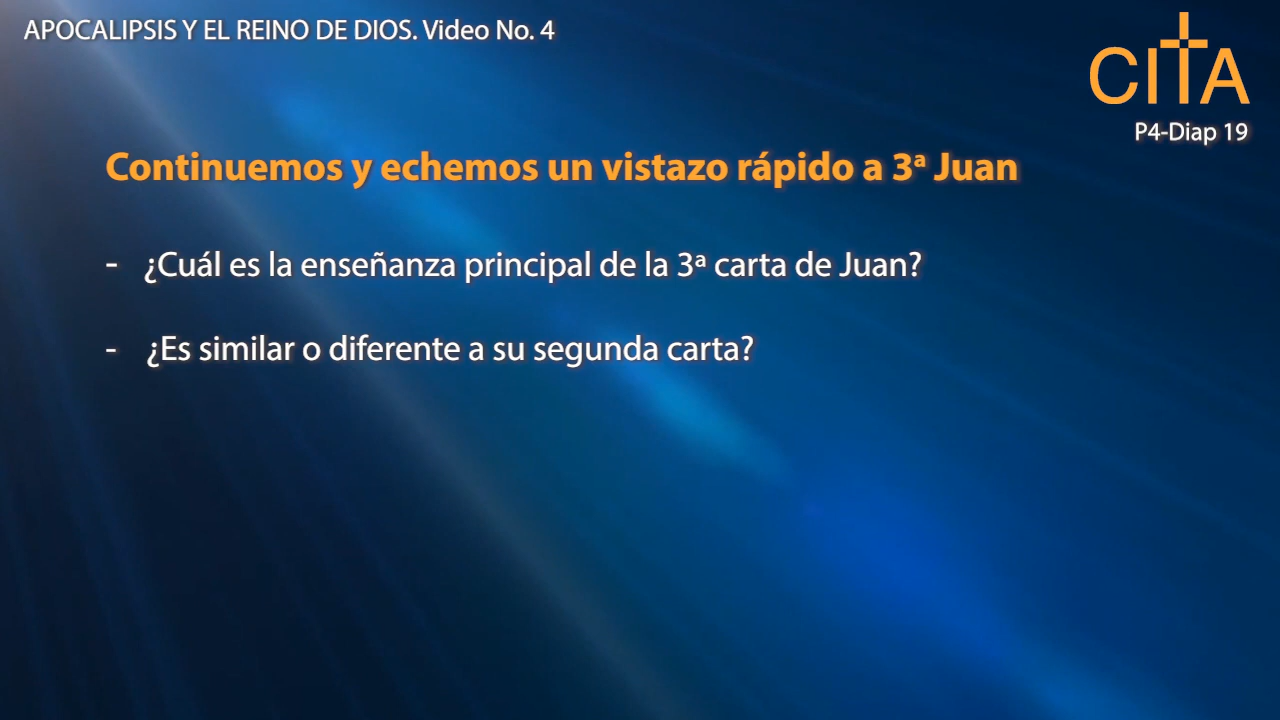 APOCALIPSIS Y EL REINO DE DIOS. Video No. 4
CITA
P4-Diap 19
Continuemos y echemos un vistazo rápido a 3ª Juan
- ¿Cuál es la enseñanza principal de la 3ª carta de Juan?
- ¿Es similar o diferente a su segunda carta?